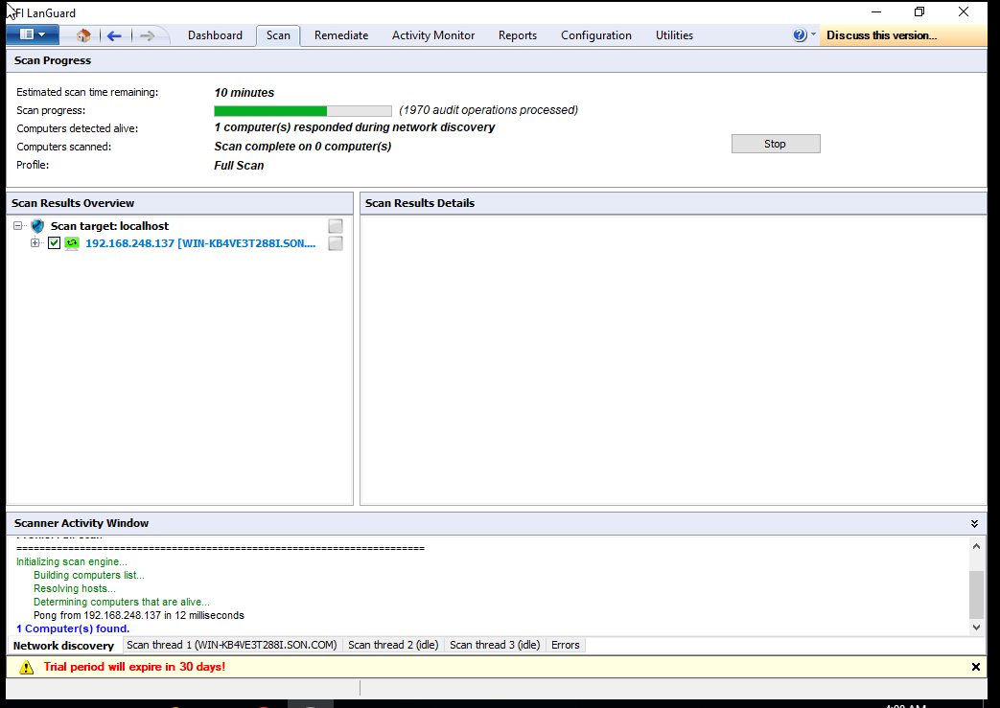 FI LanGuard
Dashboard Scan Remediate Activity Monitor Reports Configuration Utilities Discuss this version...
Scan Progress
Estimated scan time remaining: 10 minutes
Scan progress: (1970 audit operations processed)
Computers detected alive: 1 computer(s) responded during network discovery
Computers scanned: Scan complete on 0 computer(s)
Stop
Profile: Full Scan
Scan Results Overview
Scan Results Details
Scan target: localhost
192.168.248.137 [WIN-KB4VE3T288I.SON....
Scanner Activity Window
================================================================================
Initializing scan engine...
Building computers list...
Resolving hosts...
Determining computers that are alive...
Pong from 192.168.248.137 in 12 milliseconds
1 Computer(s) found.
Network discovery Scan thread 1 (WIN-KB4VE3T288I.SON.COM) Scan thread 2 (idle) Scan thread 3 (idle) Errors
Trial period will expire in 30 days!